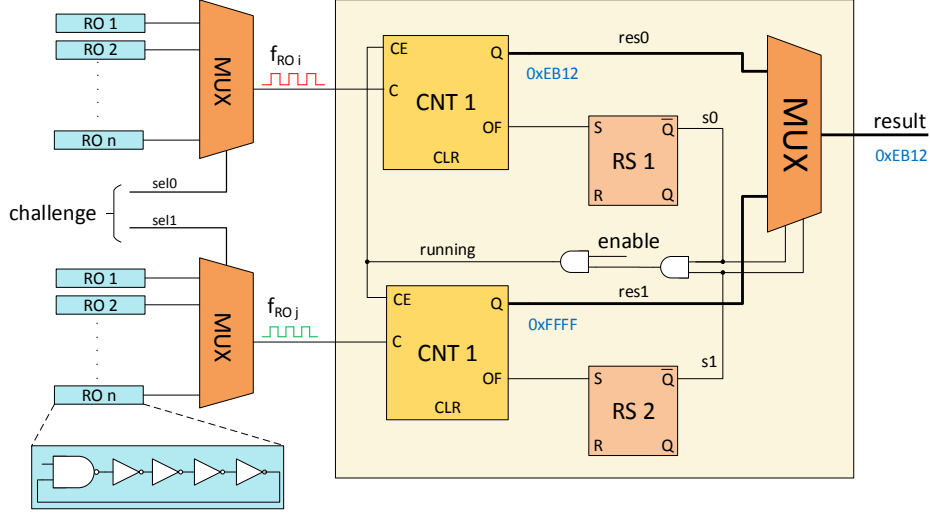 RO 1
RO 2
RO n
MUX
f RO i
challenge
sel0
sel1
RO 1
RO 2
RO n
MUX
f RO j
CE
Q
C
CNT 1
OF
CLR
0xEB12
res0
S
Q
RS 1
R
Q
s0
running
enable
CE
Q
C
CNT 1
OF
CLR
0xFFFF
res1
S
Q
RS 2
R
Q
s1
MUX
result
0xEB12